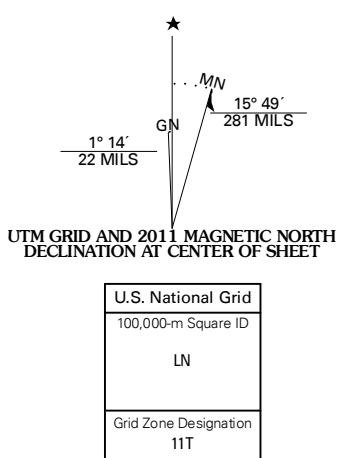 ★
MN
15° 49´
281 MILS
GN
1° 14´
22 MILS
UTM GRID AND 2011 MAGNETIC NORTH
DECLINATION AT CENTER OF SHEET
U.S. National Grid
100,000-m Square ID
LN
Grid Zone Designation
11T